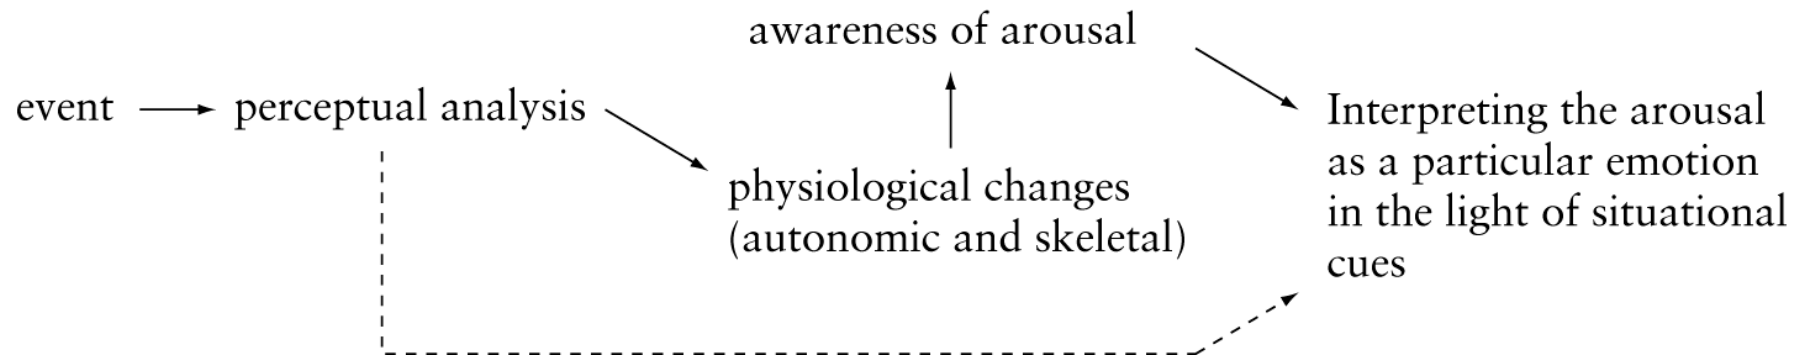 awareness of arousal
event
perceptual analysis
physiological changes
(autonomic and skeletal)
Interpreting the arousal
as a particular emotion
in the light of situational
cues